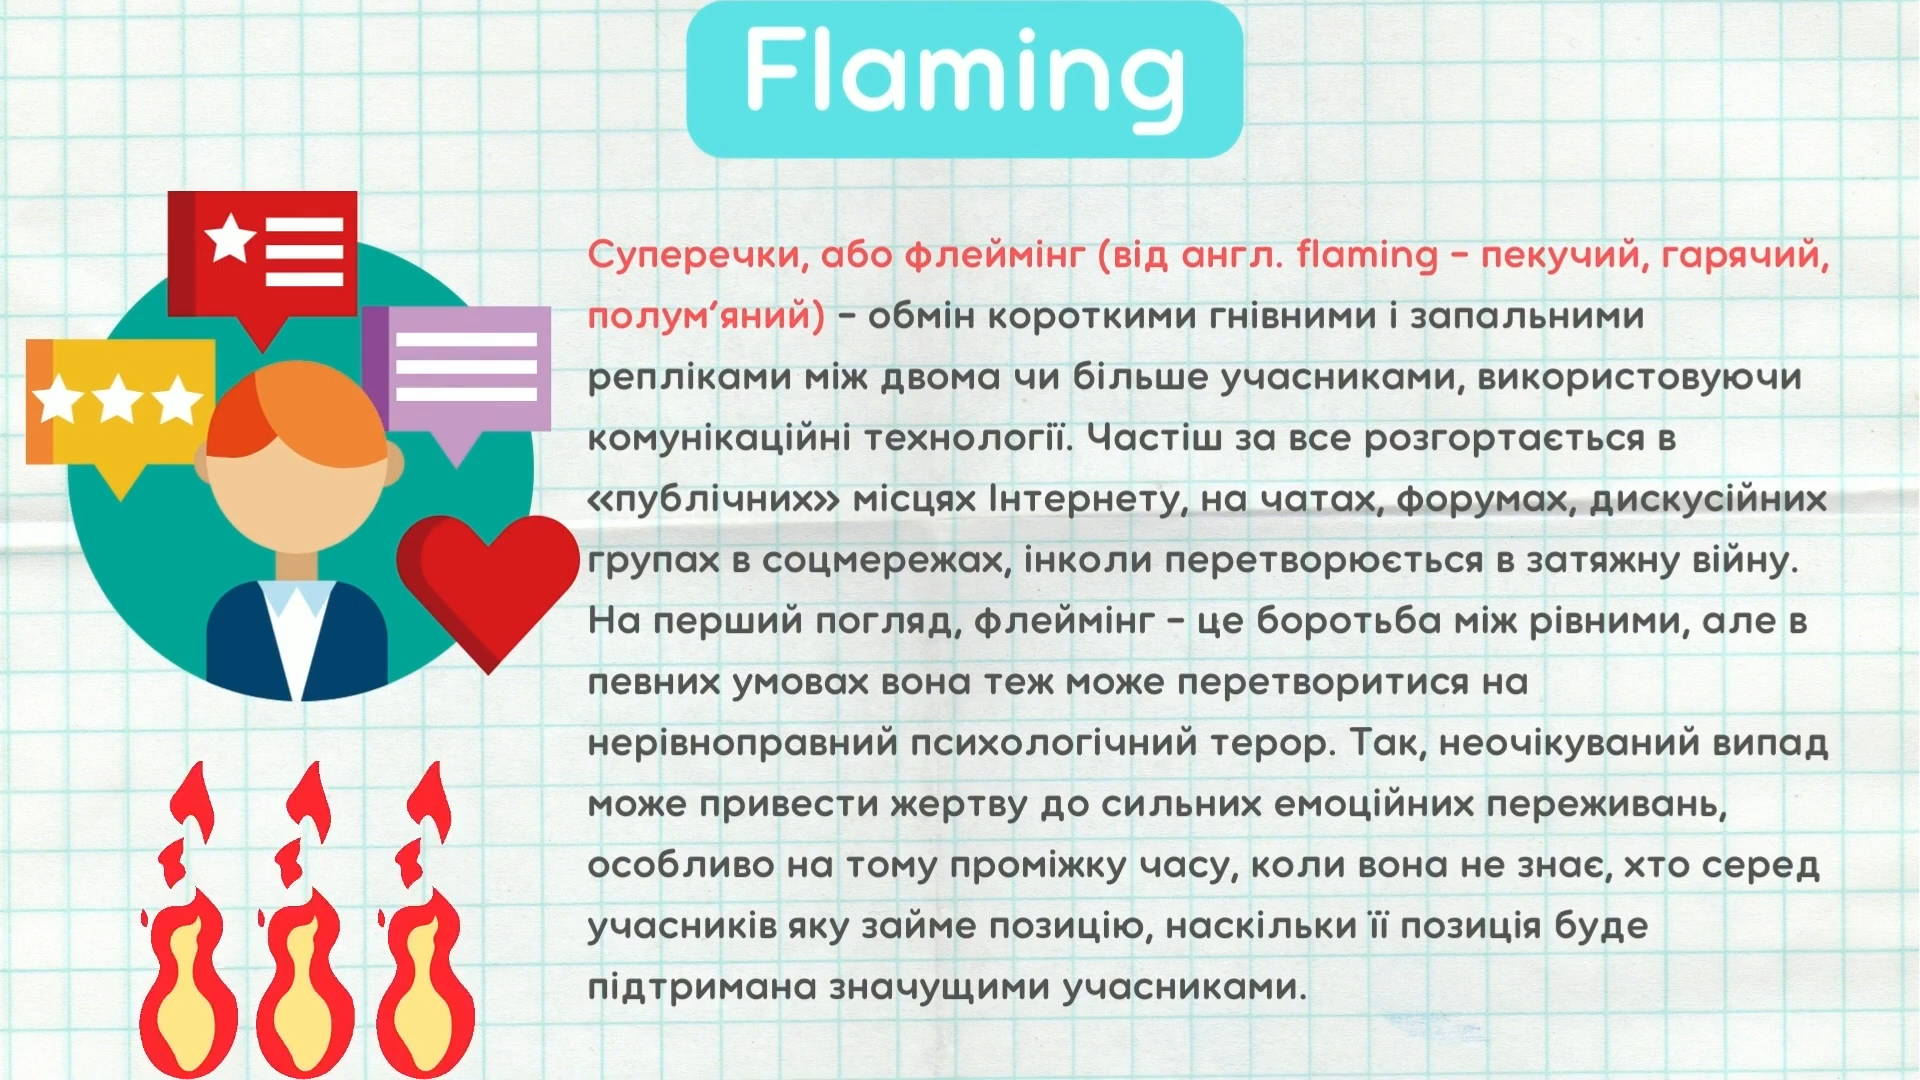 Flaming
Суперечки, або флеймінг (від англ. flaming – пекучий, гарячий,
полум‘яний) – обмін короткими гнівними і запальними
репліками між двома чи більше учасниками, використовуючи
комунікаційні технології. Частіш за все розгортається в
«публічних» місцях Інтернету, на чатах, форумах, дискусійних
групах в соцмережах, інколи перетворюється в затяжну війну.
На перший погляд, флеймінг – це боротьба між рівними, але в
певних умовах вона теж може перетворитися на
нерівноправний психологічний терор. Так, неочікуваний випад
може привести жертву до сильних емоційних переживань,
особливо на тому проміжку часу, коли вона не знає, хто серед
учасників яку займе позицію, наскільки її позиція буде
підтримана значущими учасниками.